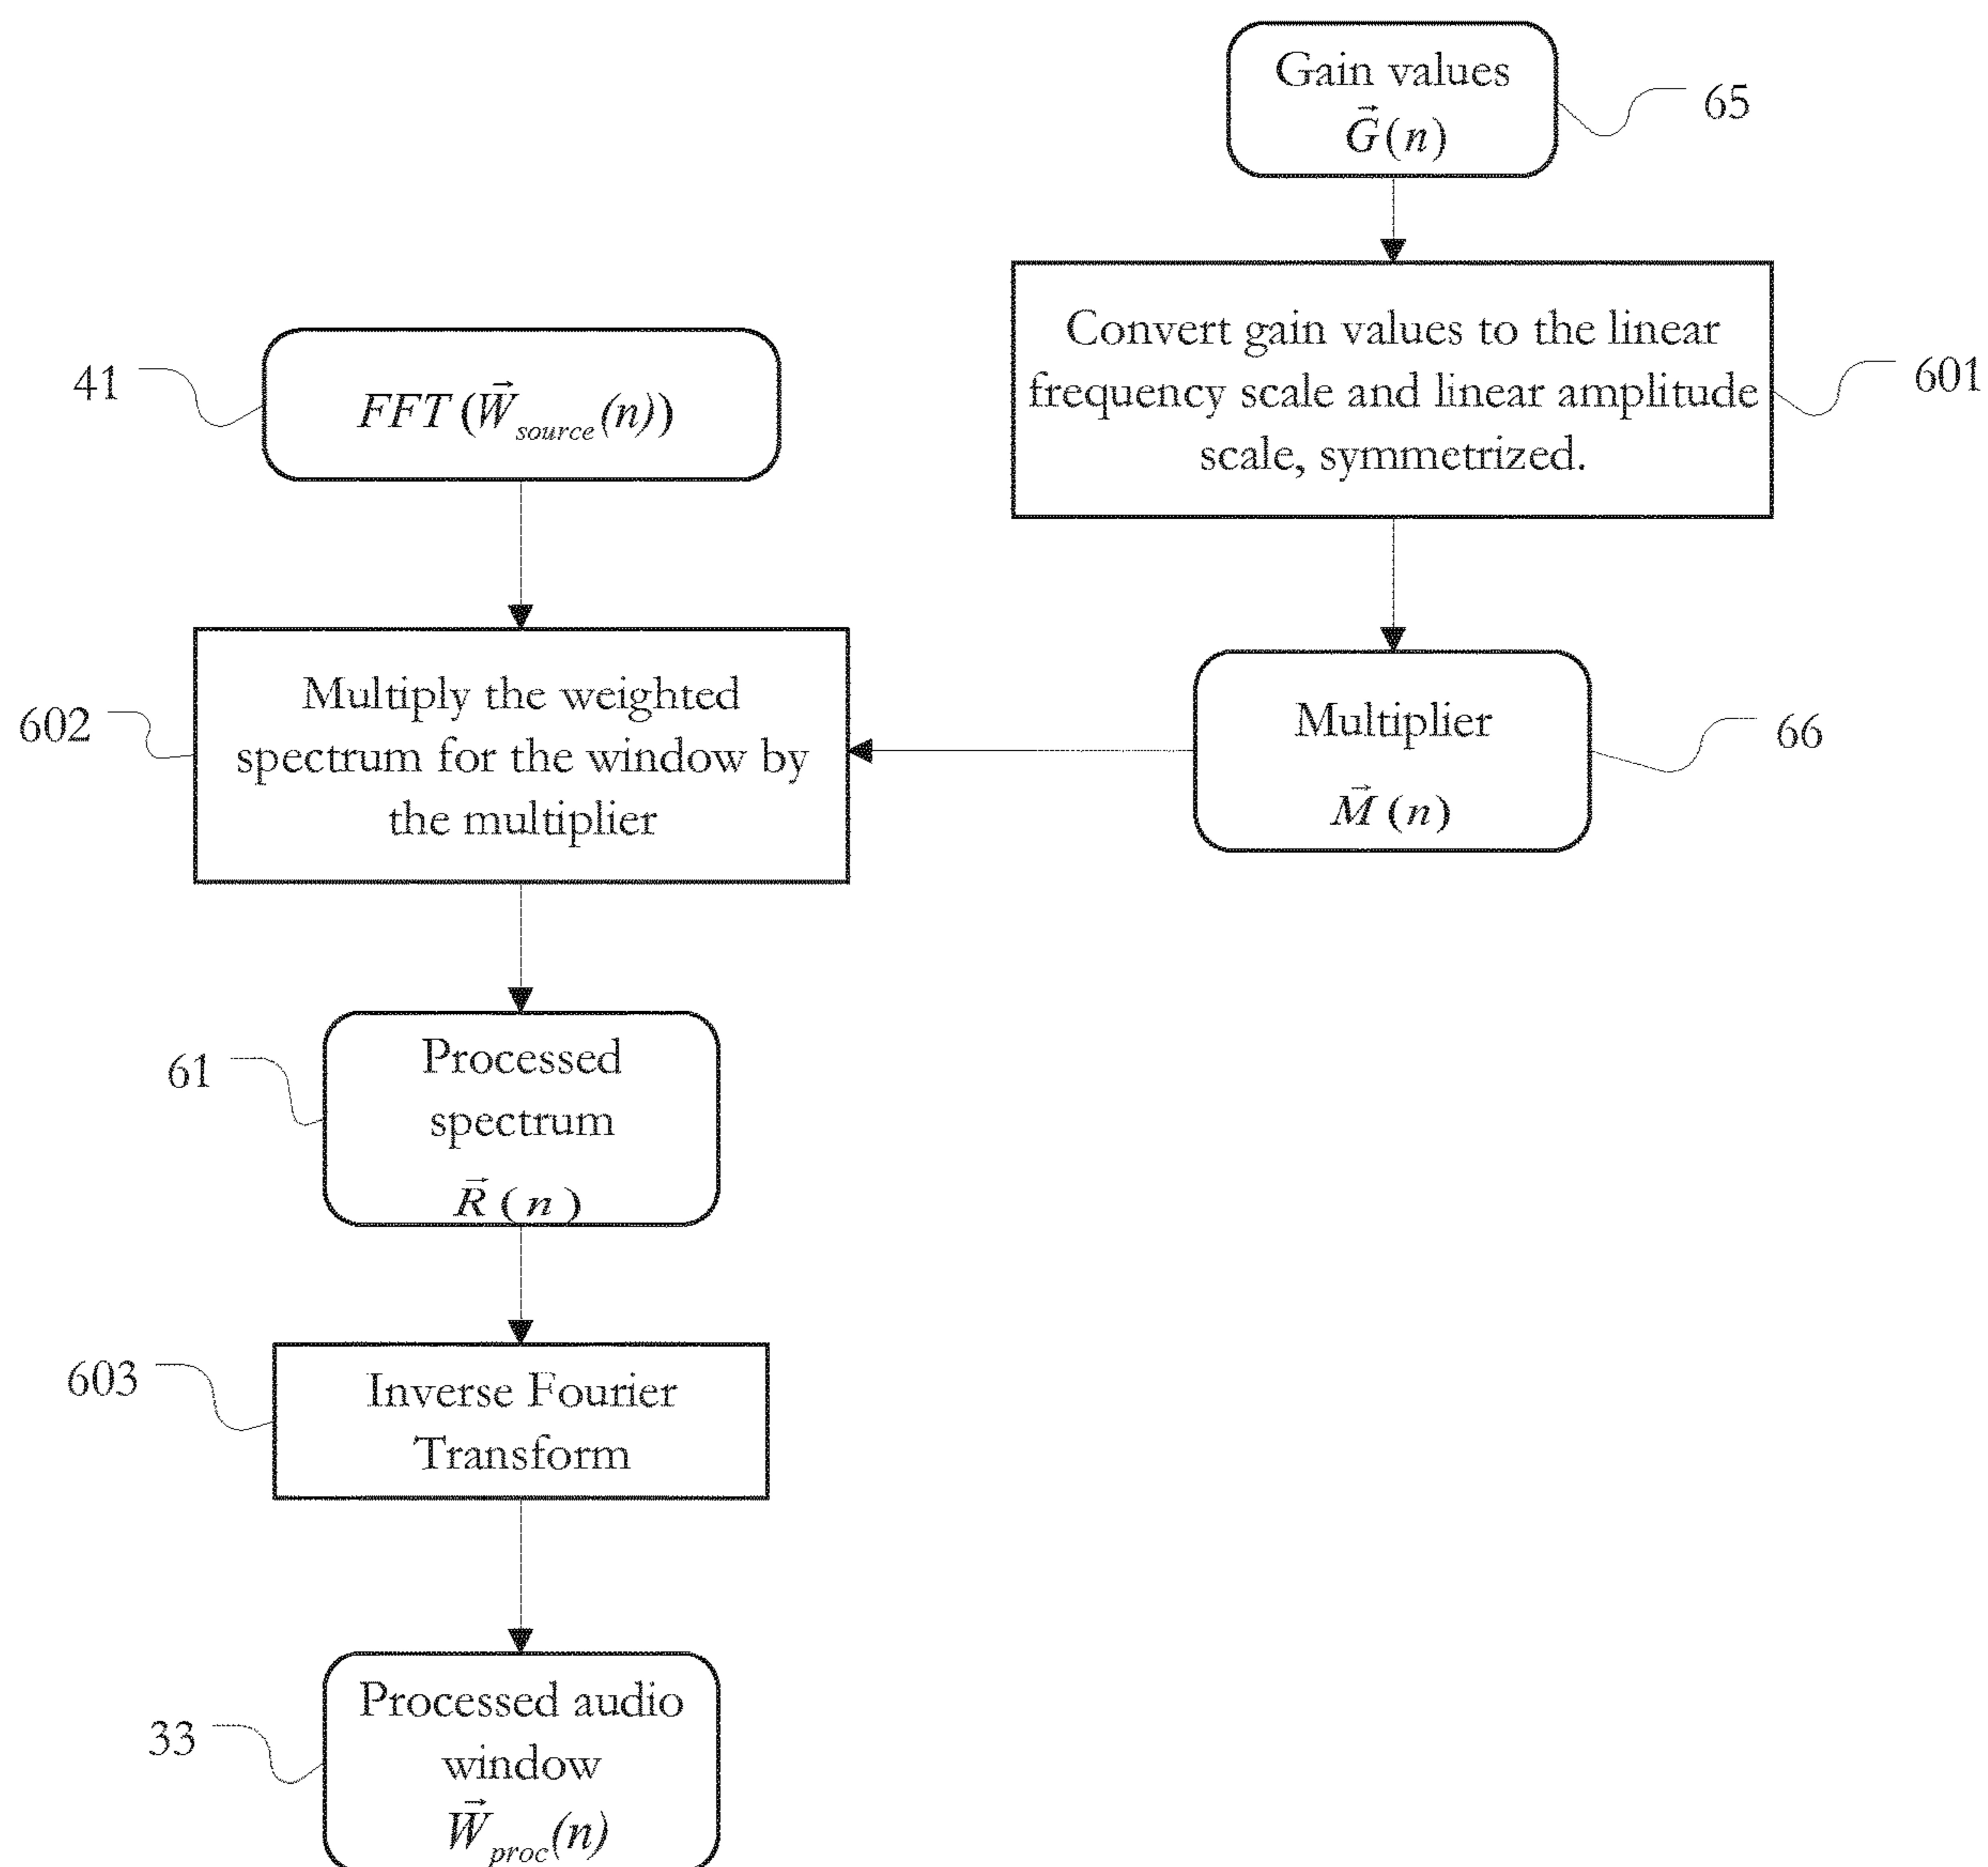 Gain values
G⃗(n)
65
Convert gain values to the linear
frequency scale and linear amplitude
scale, symmetrized.
601
41
FFT (W⃗source(n))
602
Multiply the weighted
spectrum for the window by
the multiplier
Multiplier
M⃗ (n)
66
61
Processed
spectrum
R⃗ ( n )
603
Inverse Fourier
Transform
33
Processed audio
window
W⃗proc(n)